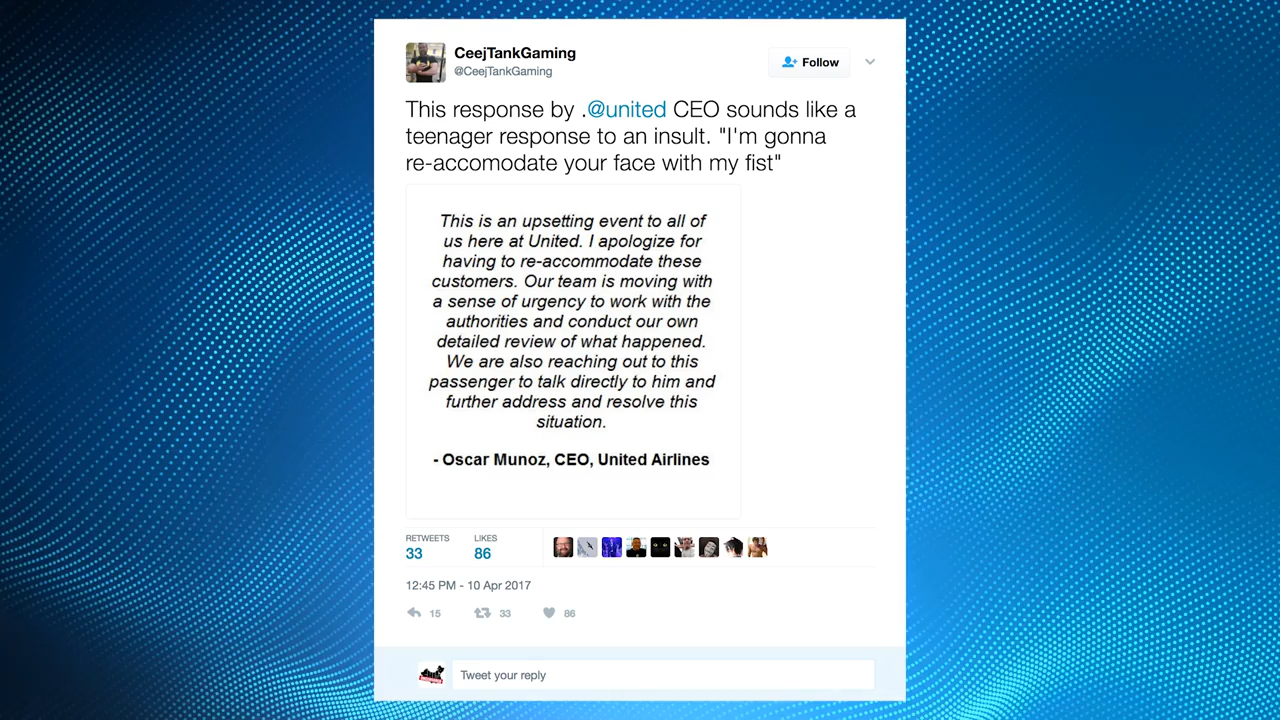 CeejTankGaming
@CeejTankGaming
Follow
This response by .@united CEO sounds like a
teenager response to an insult. "I'm gonna
re-accomodate your face with my fist"
This is an upsetting event to all of
us here at United. I apologize for
having to re-accommodate these
customers. Our team is moving with
a sense of urgency to work with the
authorities and conduct our own
detailed review of what happened.
We are also reaching out to this
passenger to talk directly to him and
further address and resolve this
situation.
- Oscar Munoz, CEO, United Airlines
RETWEETS LIKES
33 86
12:45 PM - 10 Apr 2017
15 33 86
Tweet your reply